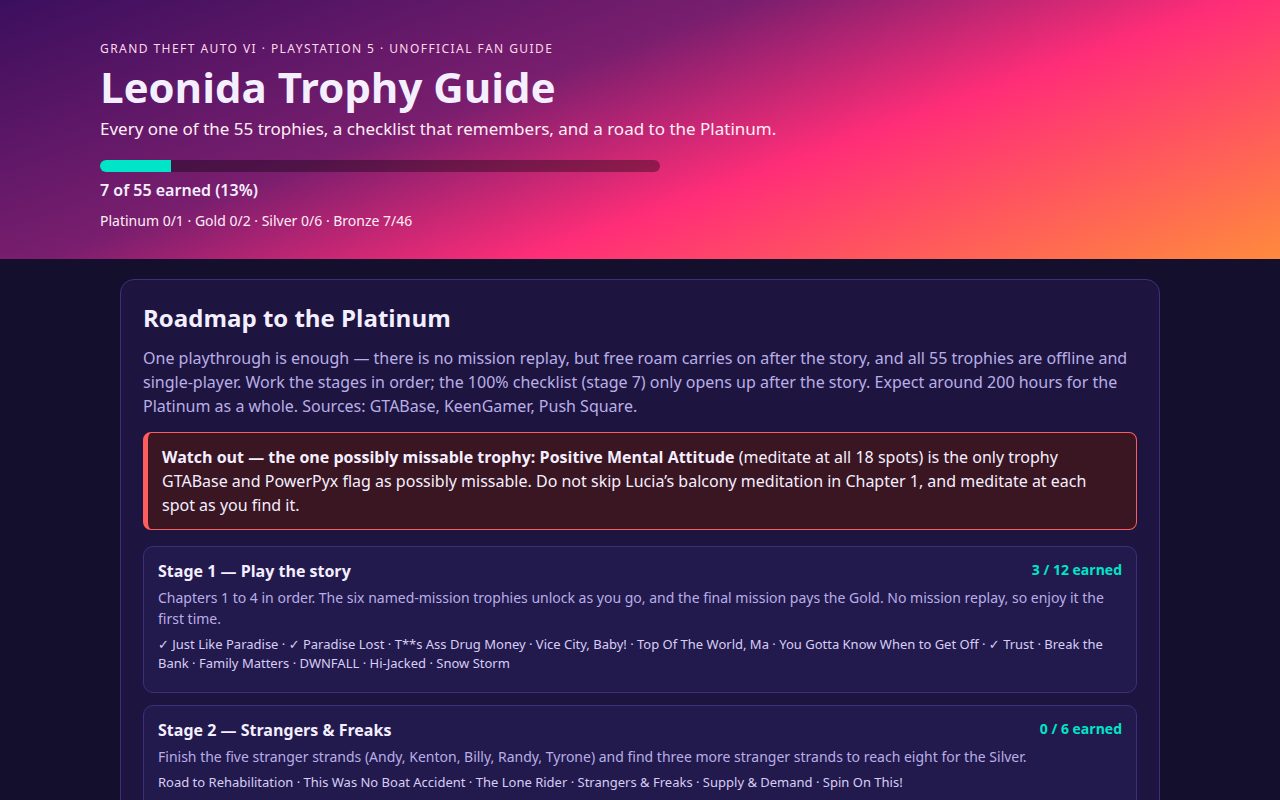 GRAND THEFT AUTO VI · PLAYSTATION 5 · UNOFFICIAL FAN GUIDE
Leonida Trophy Guide
Every one of the 55 trophies, a checklist that remembers, and a road to the Platinum.
7 of 55 earned (13%)
Platinum 0/1 · Gold 0/2 · Silver 0/6 · Bronze 7/46
Roadmap to the Platinum
One playthrough is enough — there is no mission replay, but free roam carries on after the story, and all 55 trophies are offline and
single-player. Work the stages in order; the 100% checklist (stage 7) only opens up after the story. Expect around 200 hours for the
Platinum as a whole. Sources: GTABase, KeenGamer, Push Square.
Watch out — the one possibly missable trophy: Positive Mental Attitude (meditate at all 18 spots) is the only trophy
GTABase and PowerPyx flag as possibly missable. Do not skip Lucia’s balcony meditation in Chapter 1, and meditate at each
spot as you find it.
Stage 1 — Play the story
3 / 12 earned
Chapters 1 to 4 in order. The six named-mission trophies unlock as you go, and the final mission pays the Gold. No mission replay, so enjoy it the
first time.
✓ Just Like Paradise · ✓ Paradise Lost · T**s Ass Drug Money · Vice City, Baby! · Top Of The World, Ma · You Gotta Know When to Get Off · ✓ Trust · Break the
Bank · Family Matters · DWNFALL · Hi-Jacked · Snow Storm
Stage 2 — Strangers & Freaks
0 / 6 earned
Finish the five stranger strands (Andy, Kenton, Billy, Randy, Tyrone) and find three more stranger strands to reach eight for the Silver.
Road to Rehabilitation · This Was No Boat Accident · The Lone Rider · Strangers & Freaks · Supply & Demand · Spin On This!